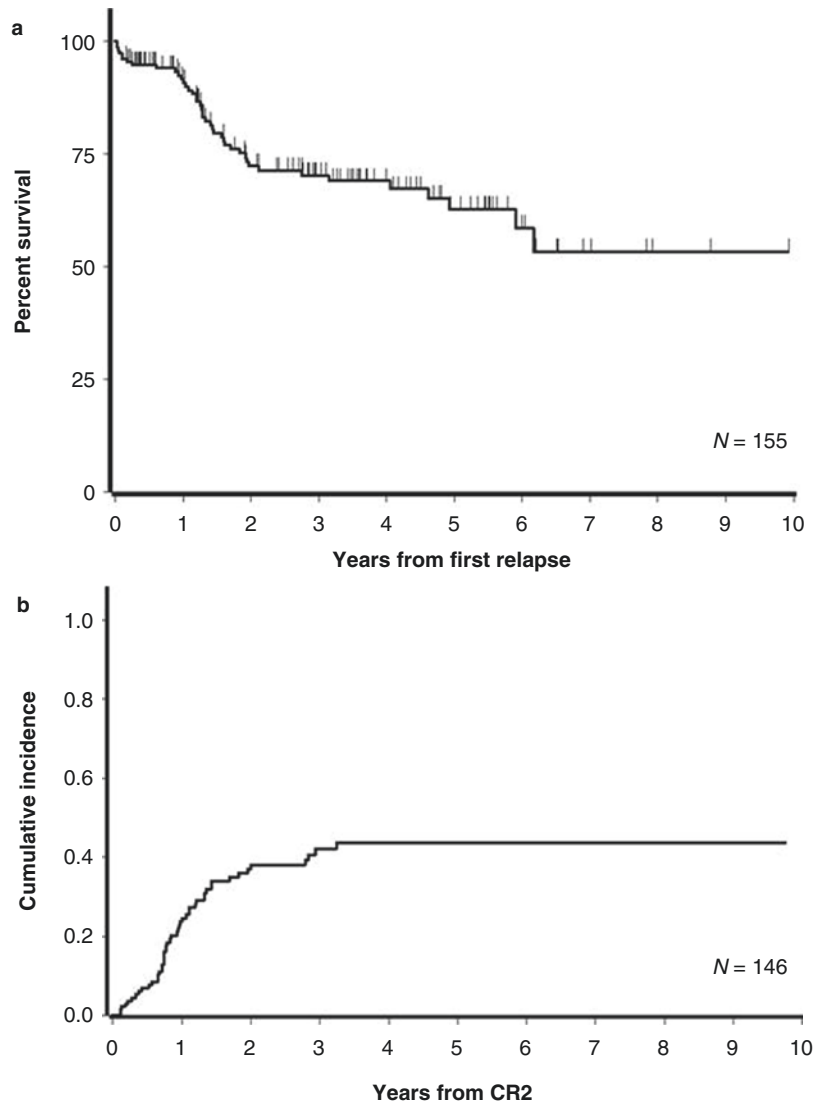 a
100
75
50
25
0
Percent survival
N = 155
0 1 2 3 4 5 6 7 8 9 10
Years from first relapse
b
1.0
0.8
0.6
0.4
0.2
0.0
Cumulative incidence
N = 146
0 1 2 3 4 5 6 7 8 9 10
Years from CR2